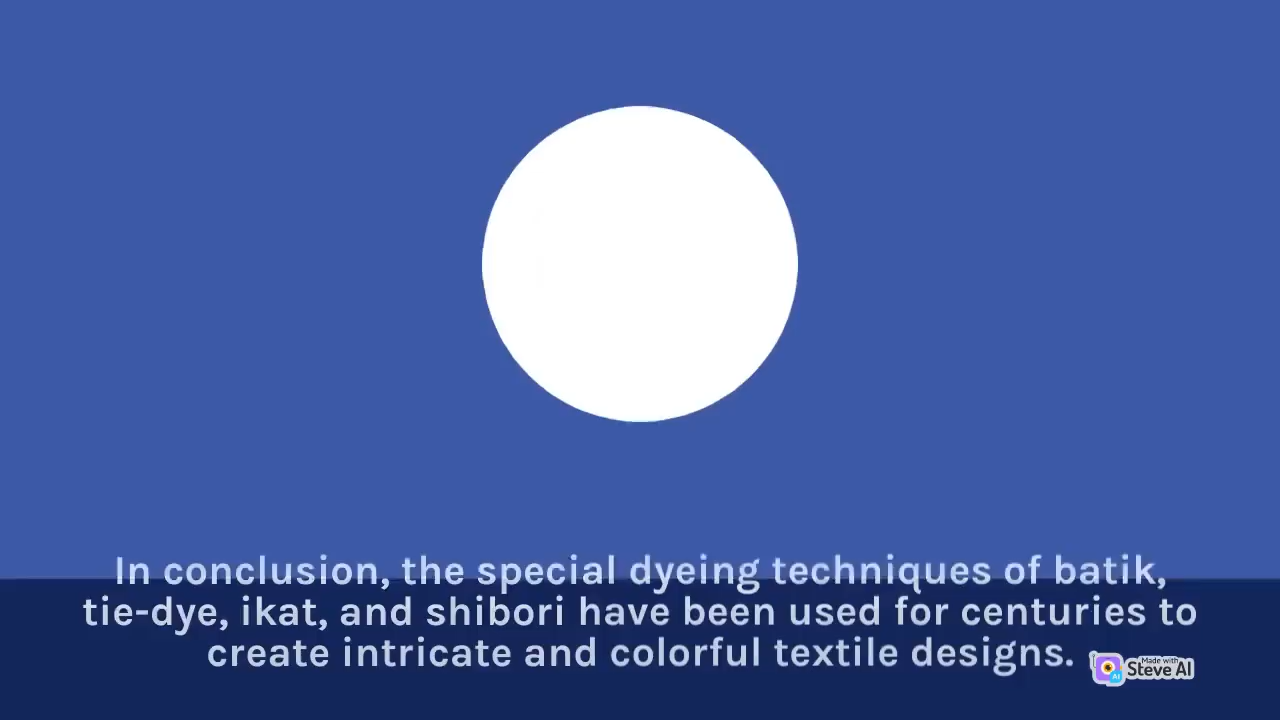 In conclusion, the special dyeing techniques of batik,
tie-dye, ikat, and shibori have been used for centuries to
create intricate and colorful textile designs.
Made with
Steve AI
AI